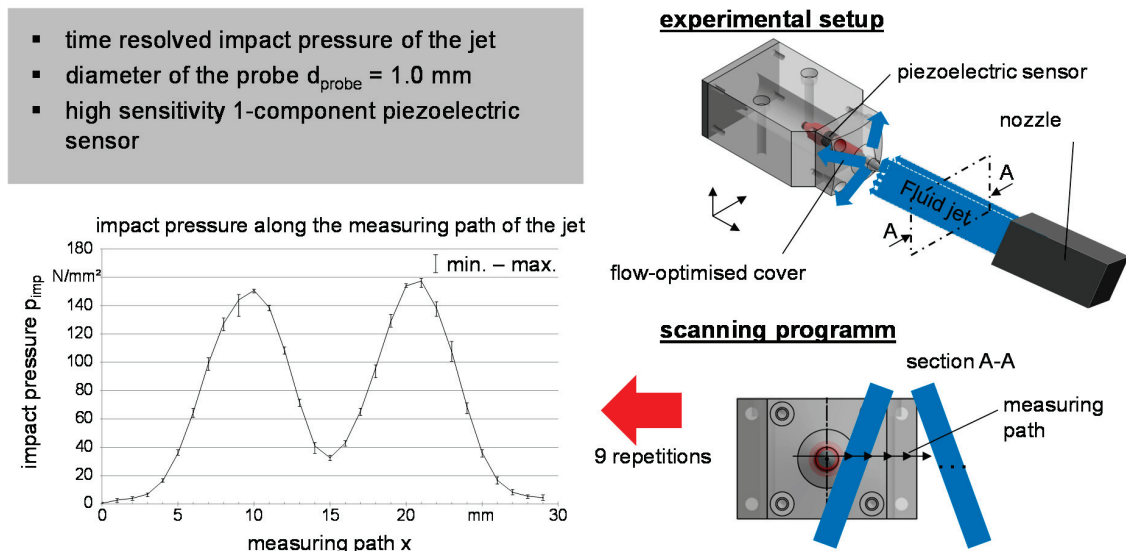 ▪ time resolved impact pressure of the jet
▪ diameter of the probe dprobe = 1.0 mm
▪ high sensitivity 1-component piezoelectric
sensor
experimental setup
piezoelectric sensor
nozzle
A
Fluid jet
A
flow-optimised cover
impact pressure along the measuring path of the jet
180
N/mm²
min. – max.
140
120
100
80
60
40
20
0
impact pressure pimp
0
5
10
15
20
mm
30
measuring path x
scanning programm
section A-A
measuring
path
9 repetitions
...